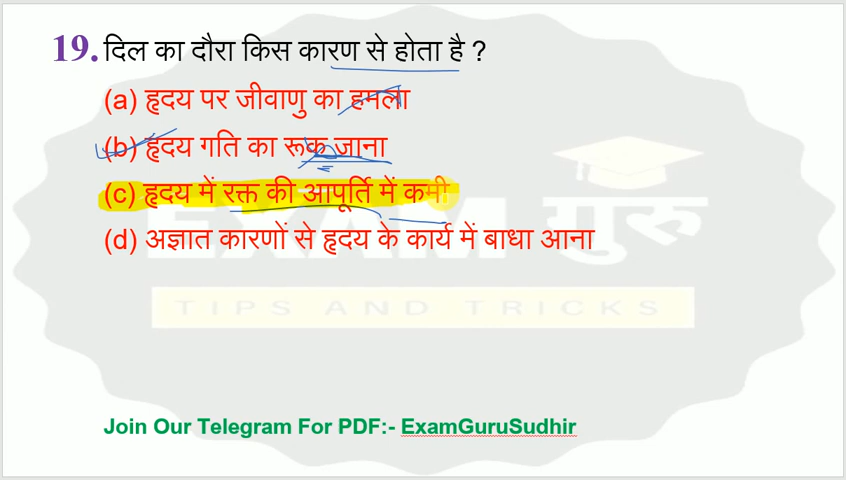 19. दिल का दौरा किस कारण से होता है ?
(a) हृदय पर जीवाणु का हमला
(b) हृदय गति का रूक जाना
(c) हृदय में रक्त की आपूर्ति में कमी
(d) अज्ञात कारणों से हृदय के कार्य में बाधा आना
EXAM गुरु
TIPS AND TRICKS
Join Our Telegram For PDF:- ExamGuruSudhir